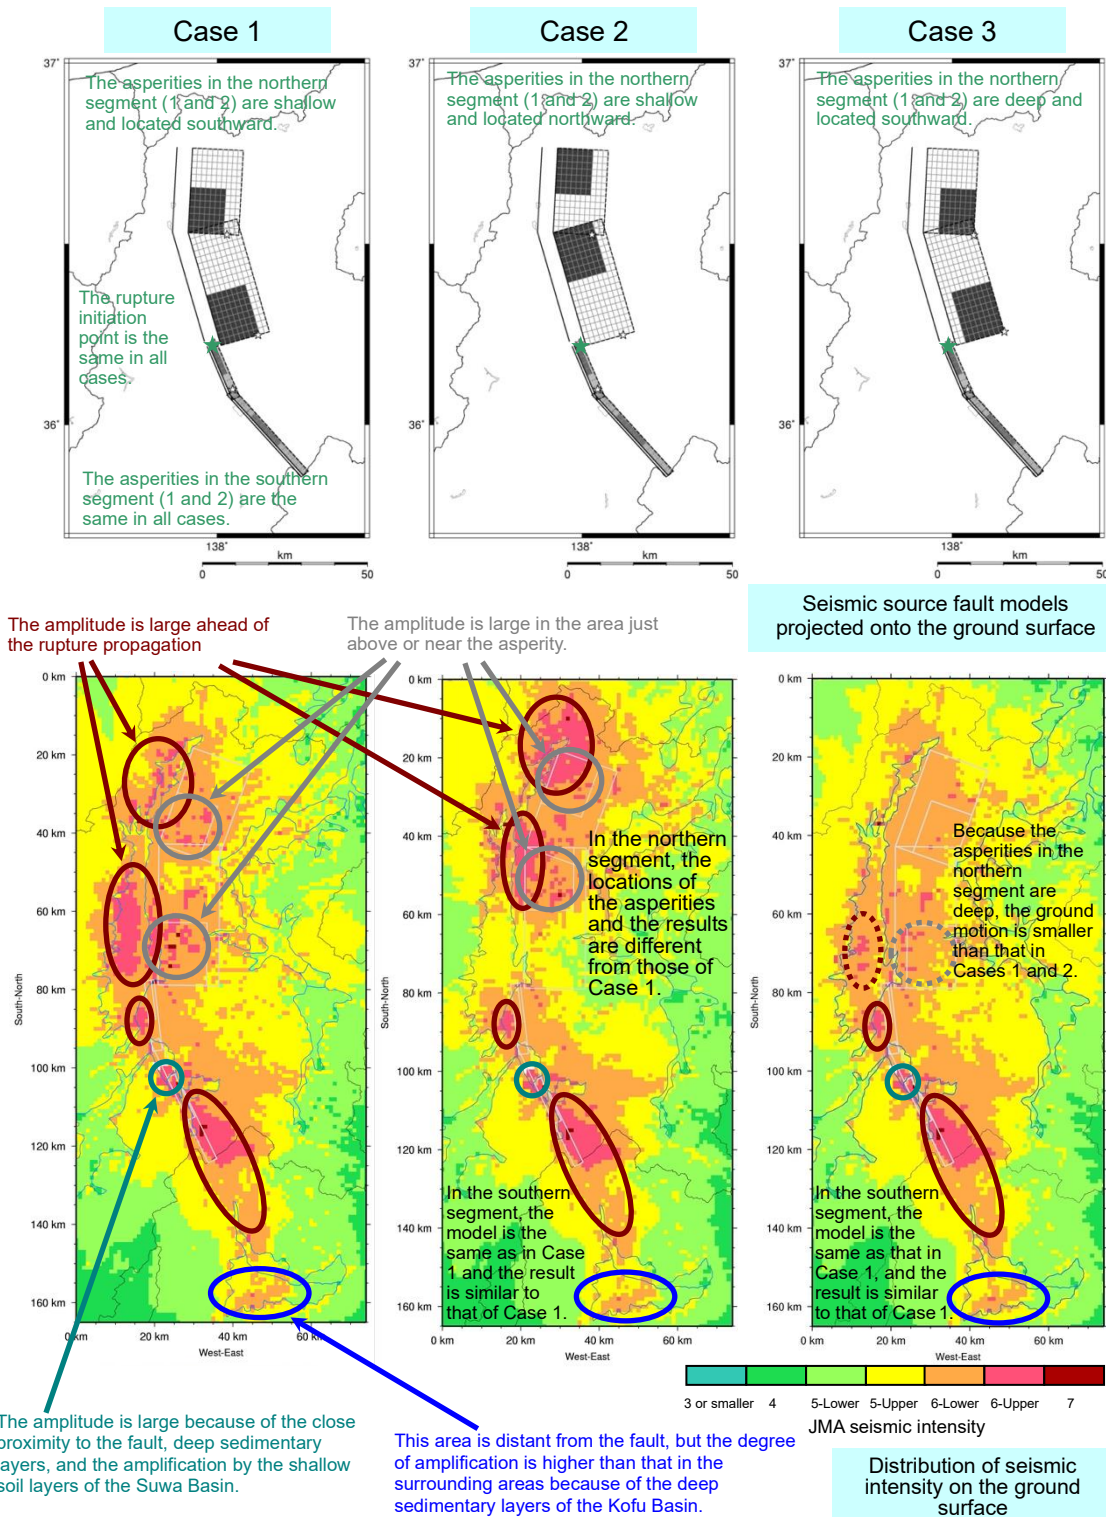 Case 1
Case 2
Case 3
37°
The asperities in the northern
segment (1 and 2) are shallow
and located southward.
The rupture
initiation
point is the
same in all
cases.
36°
The asperities in the southern
segment (1 and 2) are the
same in all cases.
138°
km
0
50
37°
The asperities in the northern
segment (1 and 2) are shallow
and located northward.
36°
138°
km
0
50
37°
The asperities in the northern
segment (1 and 2) are deep and
located southward.
36°
138°
km
0
50
Seismic source fault models
projected onto the ground surface
The amplitude is large ahead of
the rupture propagation
The amplitude is large in the area just
above or near the asperity.
0 km
20 km
40 km
60 km
80 km
100 km
120 km
140 km
160 km
South-North
0 km
20 km
40 km
60 km
West-East
0 km
20 km
40 km
60 km
80 km
100 km
120 km
140 km
160 km
South-North
0 km
20 km
40 km
60 km
West-East
In the northern
segment, the
locations of
the asperities
and the results
are different
from those of
Case 1.
In the southern
segment, the
model is the
same as in Case
1 and the result
is similar to
that of Case 1.
0 km
20 km
40 km
60 km
80 km
100 km
120 km
140 km
160 km
South-North
0 km
20 km
40 km
60 km
West-East
Because the
asperities in the
northern
segment are
deep, the ground
motion is smaller
than that in
Cases 1 and 2.
In the southern
segment, the
model is the
same as that in
Case 1, and the
result is similar
to that of Case 1.
3 or smaller
4
5-Lower
5-Upper
6-Lower
6-Upper
7
JMA seismic intensity
The amplitude is large because of the close
proximity to the fault, deep sedimentary
layers, and the amplification by the shallow
soil layers of the Suwa Basin.
This area is distant from the fault, but the degree
of amplification is higher than that in the
surrounding areas because of the deep
sedimentary layers of the Kofu Basin.
Distribution of seismic
intensity on the ground
surface